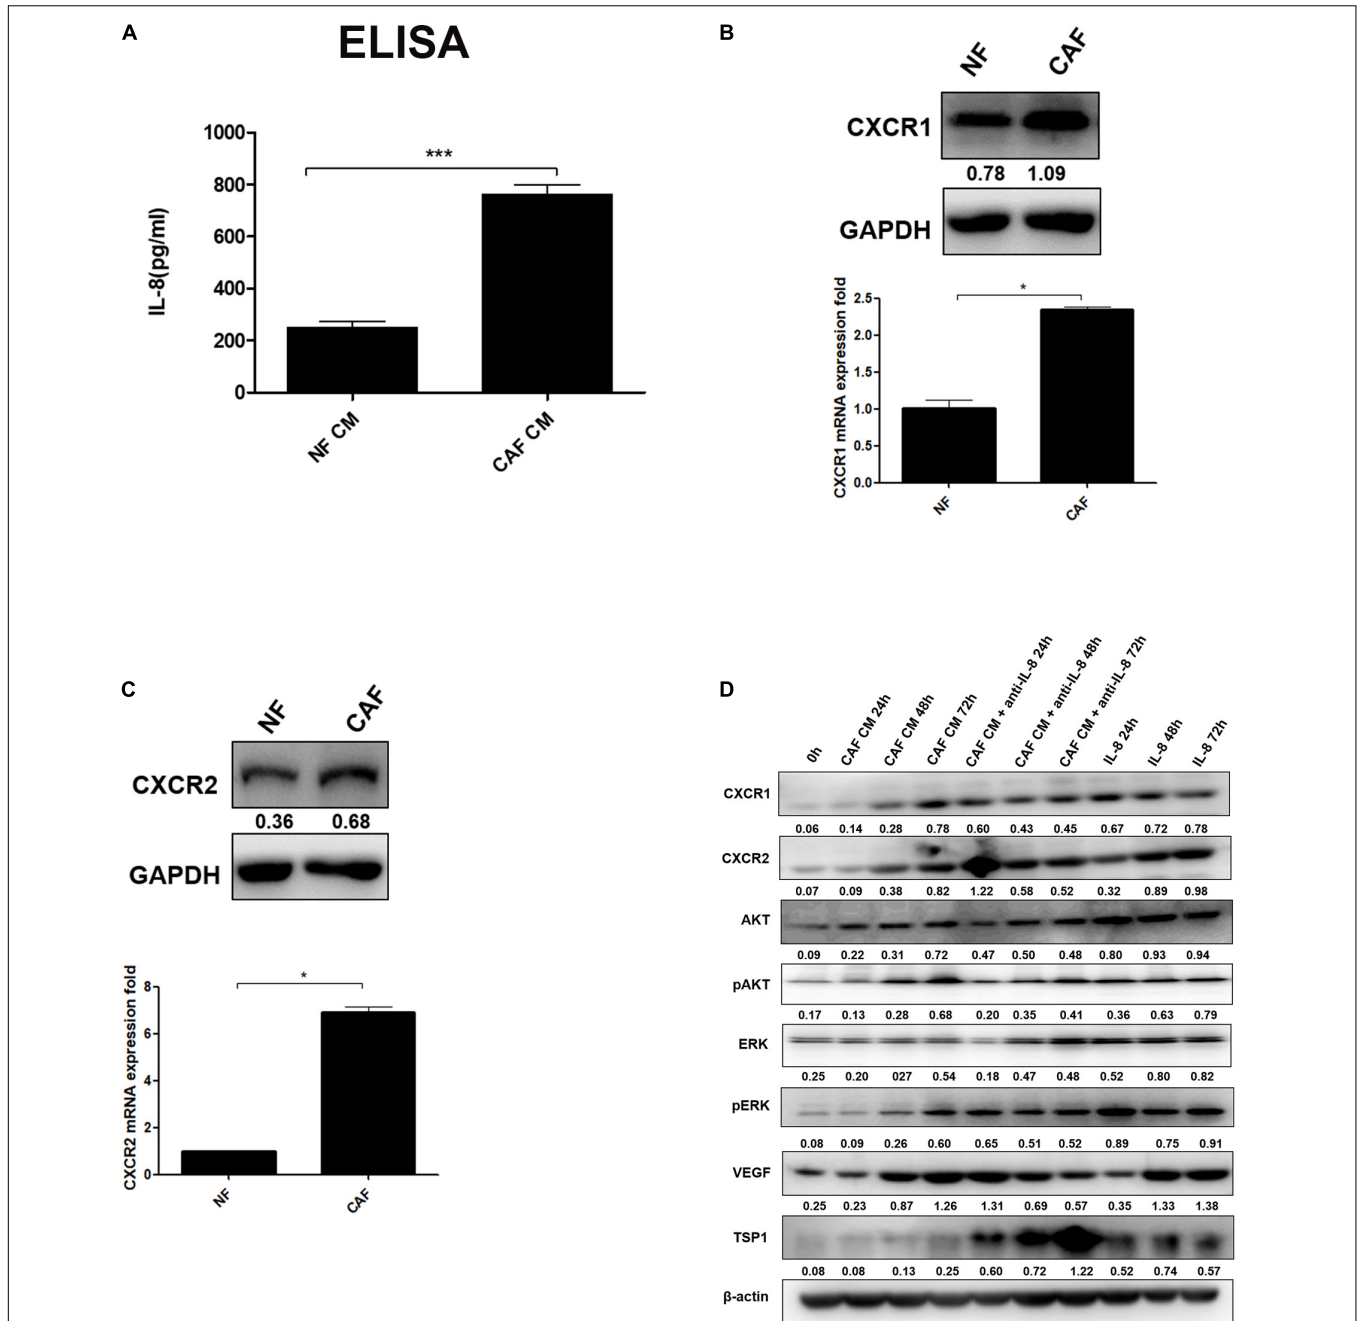 A
ELISA
1000
800
600
400
200
0
IL-8(pg/ml)
***
NF CM
CAF CM
B
NF
CAF
CXCR1
0.78 1.09
GAPDH
2.5
2.0
1.5
1.0
0.5
0.0
CXCR1 mRNA expression fold
*
NF
CAF
C
NF
CAF
CXCR2
0.36 0.68
GAPDH
8
6
4
2
0
CXCR2 mRNA expression fold
*
NF
CAF
D
0h
CAF CM 24h
CAF CM 48h
CAF CM 72h
CAF CM + anti-IL-8 24h
CAF CM + anti-IL-8 48h
CAF CM + anti-IL-8 72h
IL-8 24h
IL-8 48h
IL-8 72h
CXCR1
0.06 0.14 0.28 0.78 0.60 0.43 0.45 0.67 0.72 0.78
CXCR2
0.07 0.09 0.38 0.82 1.22 0.58 0.52 0.32 0.89 0.98
AKT
0.09 0.22 0.31 0.72 0.47 0.50 0.48 0.80 0.93 0.94
pAKT
0.17 0.13 0.28 0.68 0.20 0.35 0.41 0.36 0.63 0.79
ERK
0.25 0.20 027 0.54 0.18 0.47 0.48 0.52 0.80 0.82
pERK
0.08 0.09 0.26 0.60 0.65 0.51 0.52 0.89 0.75 0.91
VEGF
0.25 0.23 0.87 1.26 1.31 0.69 0.57 0.35 1.33 1.38
TSP1
0.08 0.08 0.13 0.25 0.60 0.72 1.22 0.52 0.74 0.57
β-actin